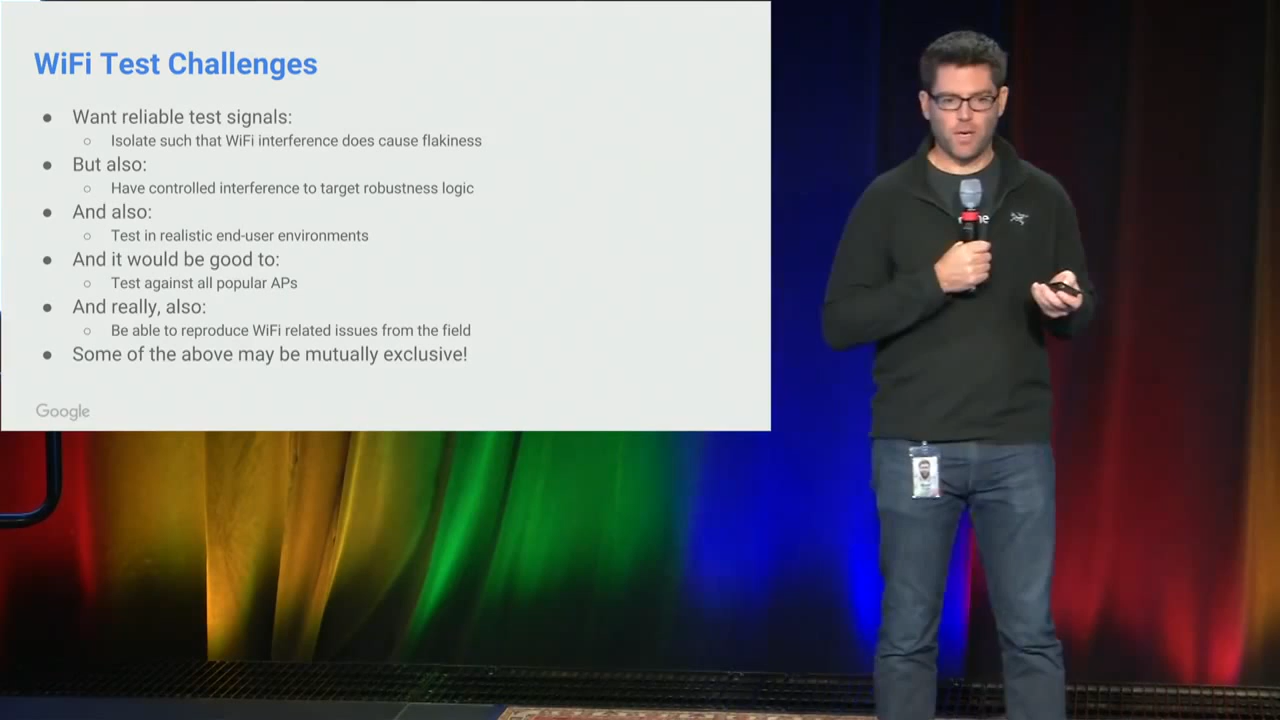 WiFi Test Challenges
● Want reliable test signals:
○ Isolate such that WiFi interference does cause flakiness
● But also:
○ Have controlled interference to target robustness logic
● And also:
○ Test in realistic end-user environments
● And it would be good to:
○ Test against all popular APs
● And really, also:
○ Be able to reproduce WiFi related issues from the field
● Some of the above may be mutually exclusive!
Google